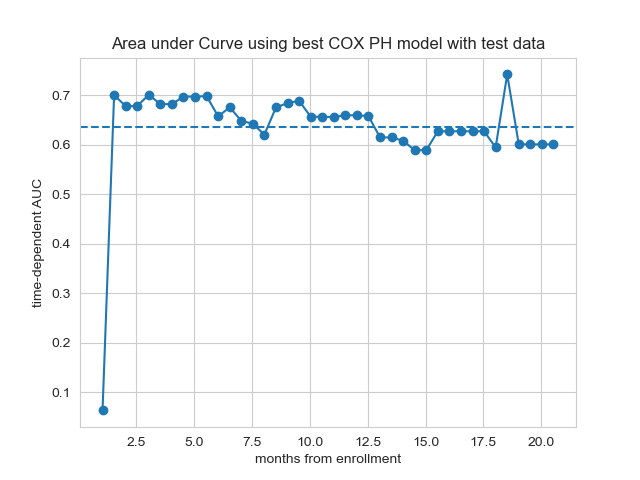 Area under Curve using best COX PH model with test data
time-dependent AUC
0.7
0.6
0.5
0.4
0.3
0.2
0.1
2.5 5.0 7.5 10.0 12.5 15.0 17.5 20.0
months from enrollment